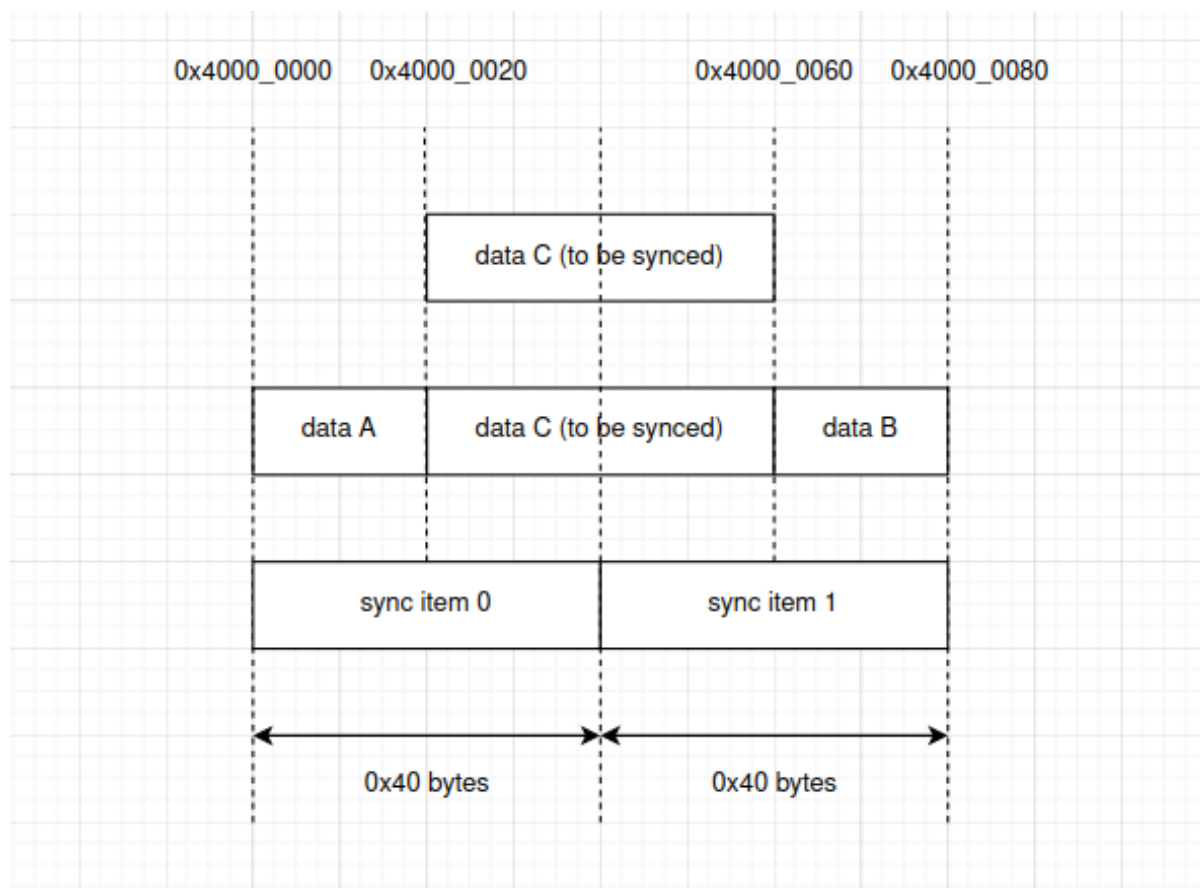 0x4000_0000 0x4000_0020 0x4000_0060 0x4000_0080
data C (to be synced)
data A data C (to be synced) data B
sync item 0 sync item 1
0x40 bytes 0x40 bytes